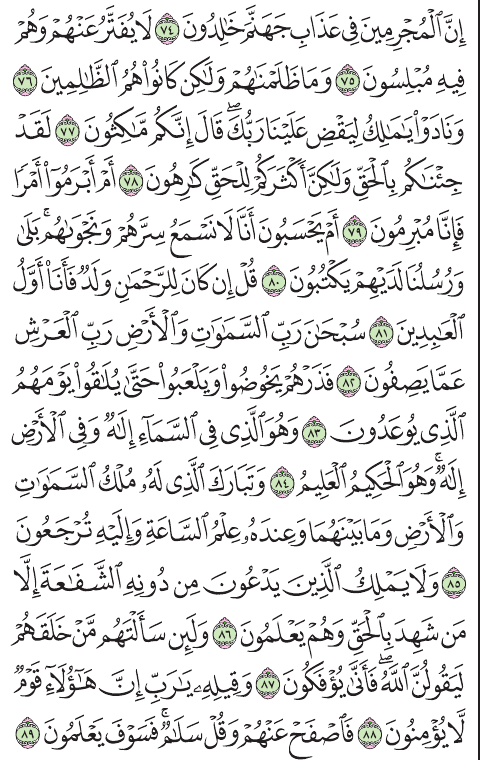 إِنَّ ٱلْمُجْرِمِينَ فِى عَذَابِ جَهَنَّمَ خَٰلِدُونَ ٧٤ لَا يُفَتَّرُ عَنْهُمْ وَهُمْ
فِيهِ مُبْلِسُونَ ٧٥ وَمَا ظَلَمْنَٰهُمْ وَلَٰكِن كَانُوا۟ هُمُ ٱلظَّٰلِمِينَ ٧٦
وَنَادَوْا۟ يَٰمَٰلِكُ لِيَقْضِ عَلَيْنَا رَبُّكَ ۖ قَالَ إِنَّكُم مَّٰكِثُونَ ٧٧ لَقَدْ
جِئْنَٰكُم بِٱلْحَقِّ وَلَٰكِنَّ أَكْثَرَكُمْ لِلْحَقِّ كَٰرِهُونَ ٧٨ أَمْ أَبْرَمُوٓا۟ أَمْرًا
فَإِنَّا مُبْرِمُونَ ٧٩ أَمْ يَحْسَبُونَ أَنَّا لَا نَسْمَعُ سِرَّهُمْ وَنَجْوَىٰهُم ۚ بَلَىٰ
وَرُسُلُنَا لَدَيْهِمْ يَكْتُبُونَ ٨٠ قُلْ إِن كَانَ لِلرَّحْمَٰنِ وَلَدٌ فَأَنَا۠ أَوَّلُ
ٱلْعَٰبِدِينَ ٨١ سُبْحَٰنَ رَبِّ ٱلسَّمَٰوَٰتِ وَٱلْأَرْضِ رَبِّ ٱلْعَرْشِ
عَمَّا يَصِفُونَ ٨٢ فَذَرْهُمْ يَخُوضُوا۟ وَيَلْعَبُوا۟ حَتَّىٰ يُلَٰقُوا۟ يَوْمَهُمُ
ٱلَّذِى يُوعَدُونَ ٨٣ وَهُوَ ٱلَّذِى فِى ٱلسَّمَآءِ إِلَٰهٌ وَفِى ٱلْأَرْضِ
إِلَٰهٌ ۚ وَهُوَ ٱلْحَكِيمُ ٱلْعَلِيمُ ٨٤ وَتَبَارَكَ ٱلَّذِى لَهُۥ مُلْكُ ٱلسَّمَٰوَٰتِ
وَٱلْأَرْضِ وَمَا بَيْنَهُمَا وَعِندَهُۥ عِلْمُ ٱلسَّاعَةِ وَإِلَيْهِ تُرْجَعُونَ
٨٥ وَلَا يَمْلِكُ ٱلَّذِينَ يَدْعُونَ مِن دُونِهِ ٱلشَّفَٰعَةَ إِلَّا
مَن شَهِدَ بِٱلْحَقِّ وَهُمْ يَعْلَمُونَ ٨٦ وَلَئِن سَأَلْتَهُم مَّنْ خَلَقَهُمْ
لَيَقُولُنَّ ٱللَّهُ ۖ فَأَنَّىٰ يُؤْفَكُونَ ٨٧ وَقِيلِهِۦ يَٰرَبِّ إِنَّ هَٰٓؤُلَآءِ قَوْمٌ
لَّا يُؤْمِنُونَ ٨٨ فَٱصْفَحْ عَنْهُمْ وَقُلْ سَلَٰمٌ ۚ فَسَوْفَ يَعْلَمُونَ ٨٩